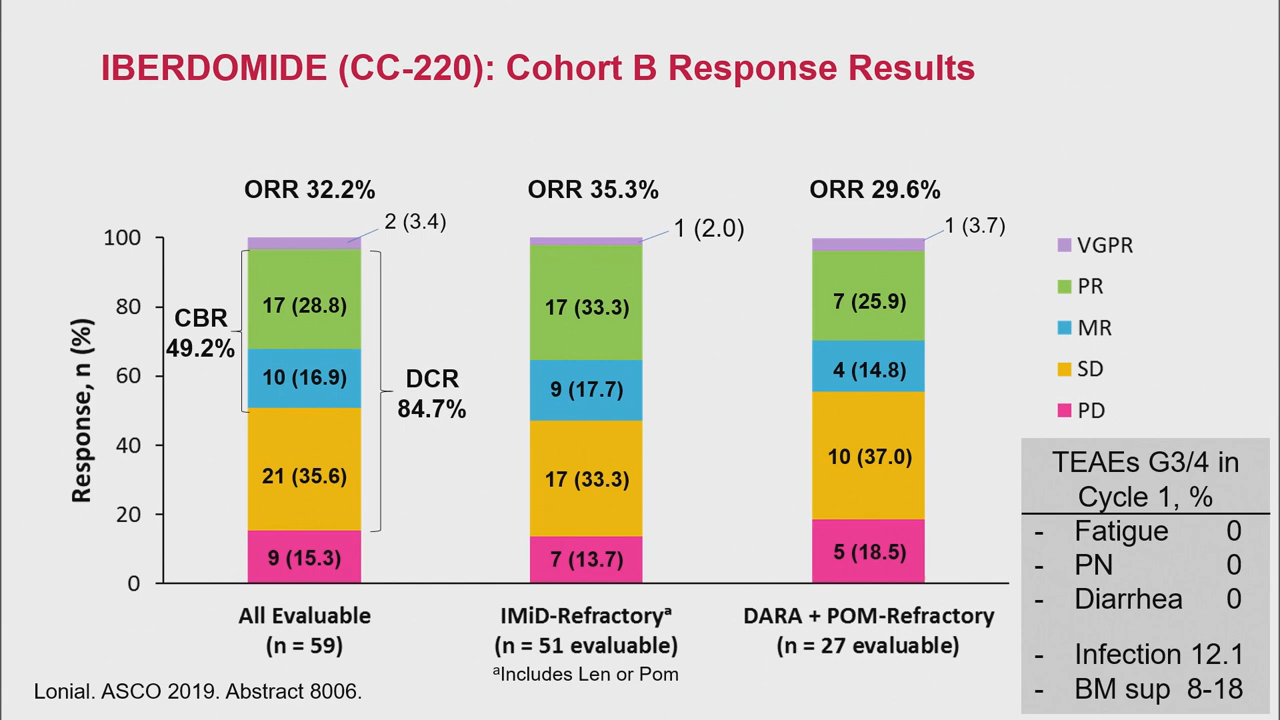 IBERDOMIDE (CC-220): Cohort B Response Results
ORR 32.2%
ORR 35.3%
ORR 29.6%
2 (3.4)
1 (2.0)
1 (3.7)
Response, n (%)
100
80
60
40
20
0
CBR
49.2%
DCR
84.7%
17 (28.8)
10 (16.9)
21 (35.6)
9 (15.3)
17 (33.3)
9 (17.7)
17 (33.3)
7 (13.7)
7 (25.9)
4 (14.8)
10 (37.0)
5 (18.5)
VGPR
PR
MR
SD
PD
All Evaluable
(n = 59)
IMiD-Refractoryᵃ
(n = 51 evaluable)
ᵃIncludes Len or Pom
DARA + POM-Refractory
(n = 27 evaluable)
TEAEs G3/4 in
Cycle 1, %
- Fatigue 0
- PN 0
- Diarrhea 0
- Infection 12.1
- BM sup 8-18
Lonial. ASCO 2019. Abstract 8006.